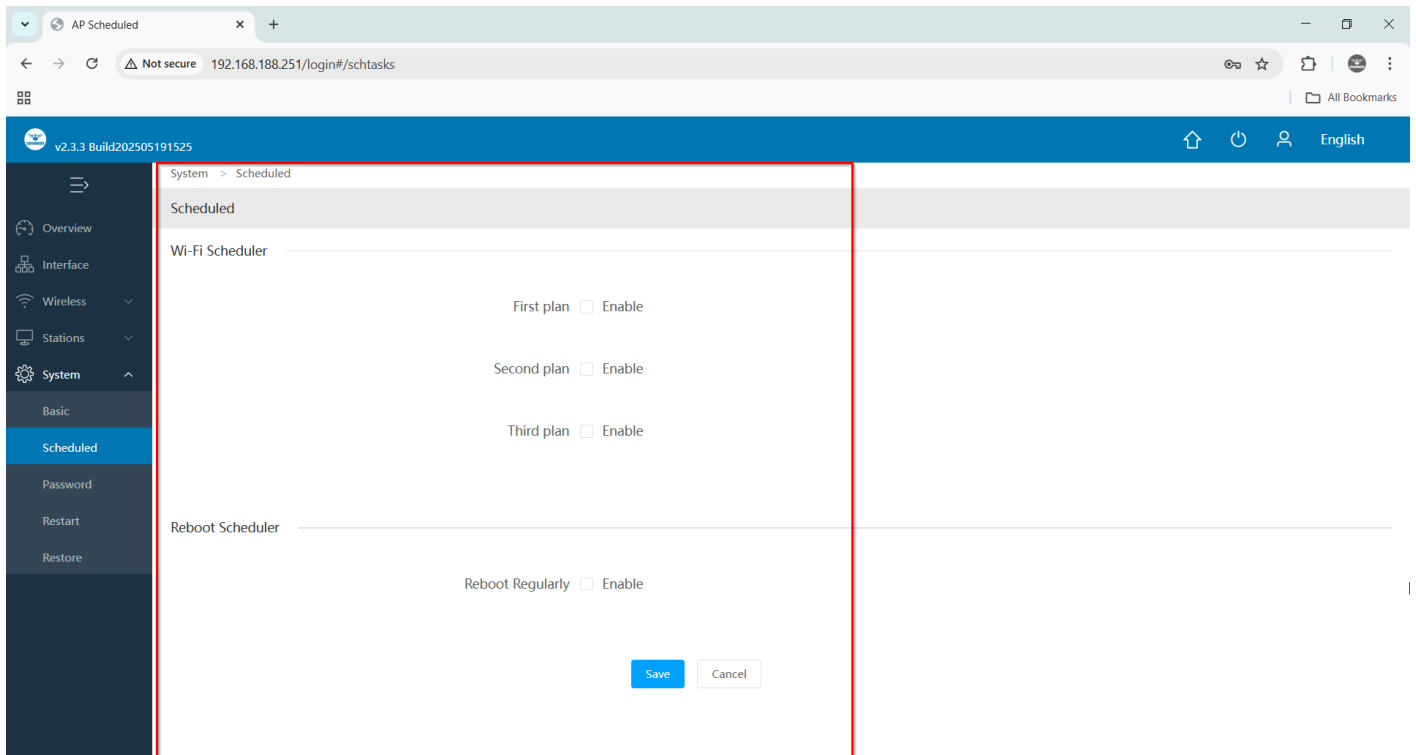 AP Scheduled
Not secure 192.168.188.251/login#/schtasks
All Bookmarks
v2.3.3 Build202505191525
English
System > Scheduled
Scheduled
Overview
Wi-Fi Scheduler
Interface
Wireless
First plan Enable
Stations
Second plan Enable
System
Basic
Third plan Enable
Scheduled
Password
Restart
Reboot Scheduler
Restore
Reboot Regularly Enable
Save Cancel